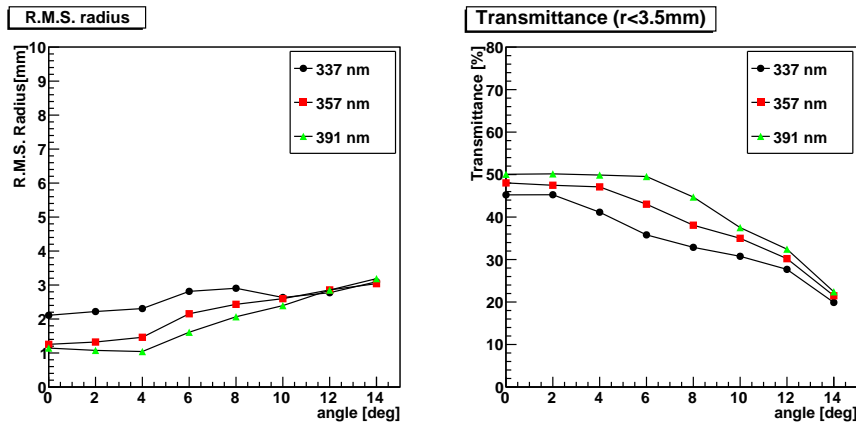 R.M.S. radius
R.M.S. Radius[mm]
10
9
8
7
6
5
4
3
2
1
0
337 nm
357 nm
391 nm
0 2 4 6 8 10 12 14
angle [deg]
Transmittance (r<3.5mm)
Transmittance [%]
80
70
60
50
40
30
20
10
0
337 nm
357 nm
391 nm
0 2 4 6 8 10 12 14
angle [deg]